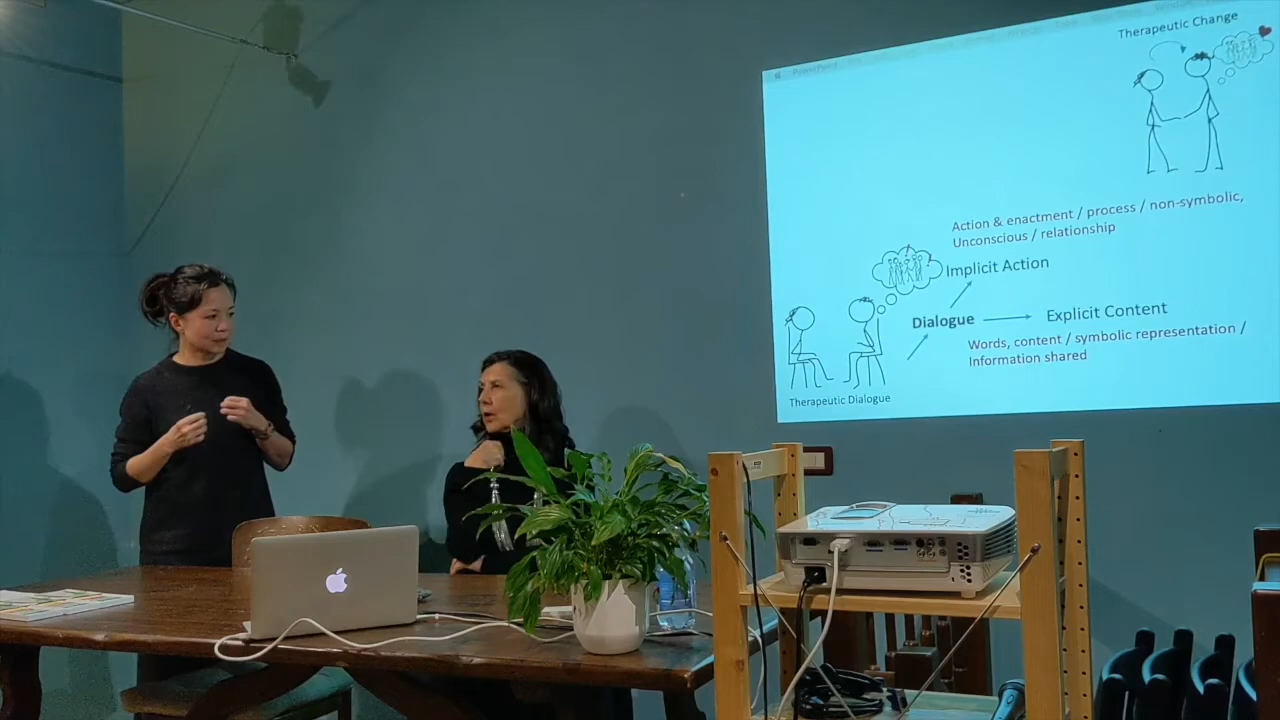 Therapeutic Change
Action & enactment / process / non-symbolic,
Unconscious / relationship
Implicit Action
Dialogue
Explicit Content
Words, content / symbolic representation /
Information shared
Therapeutic Dialogue